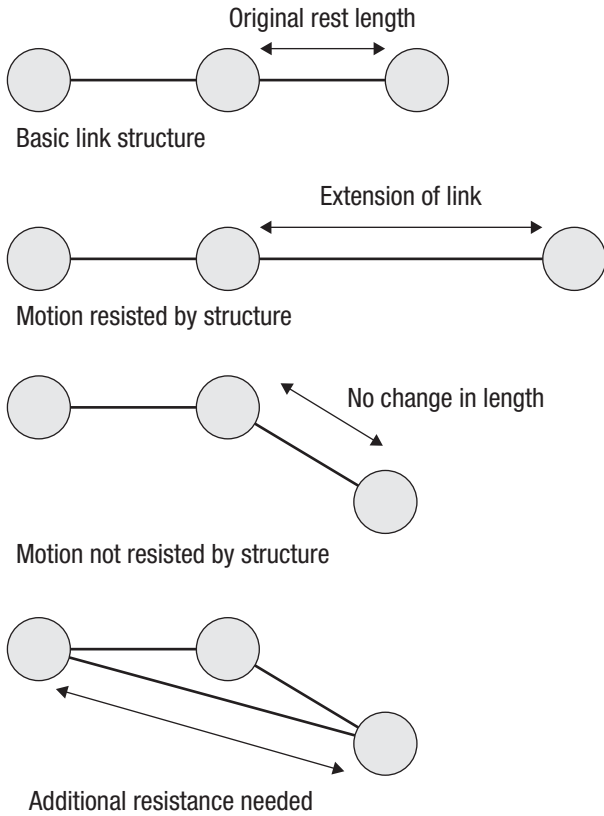 Original rest length
Basic link structure
Extension of link
Motion resisted by structure
No change in length
Motion not resisted by structure
Additional resistance needed